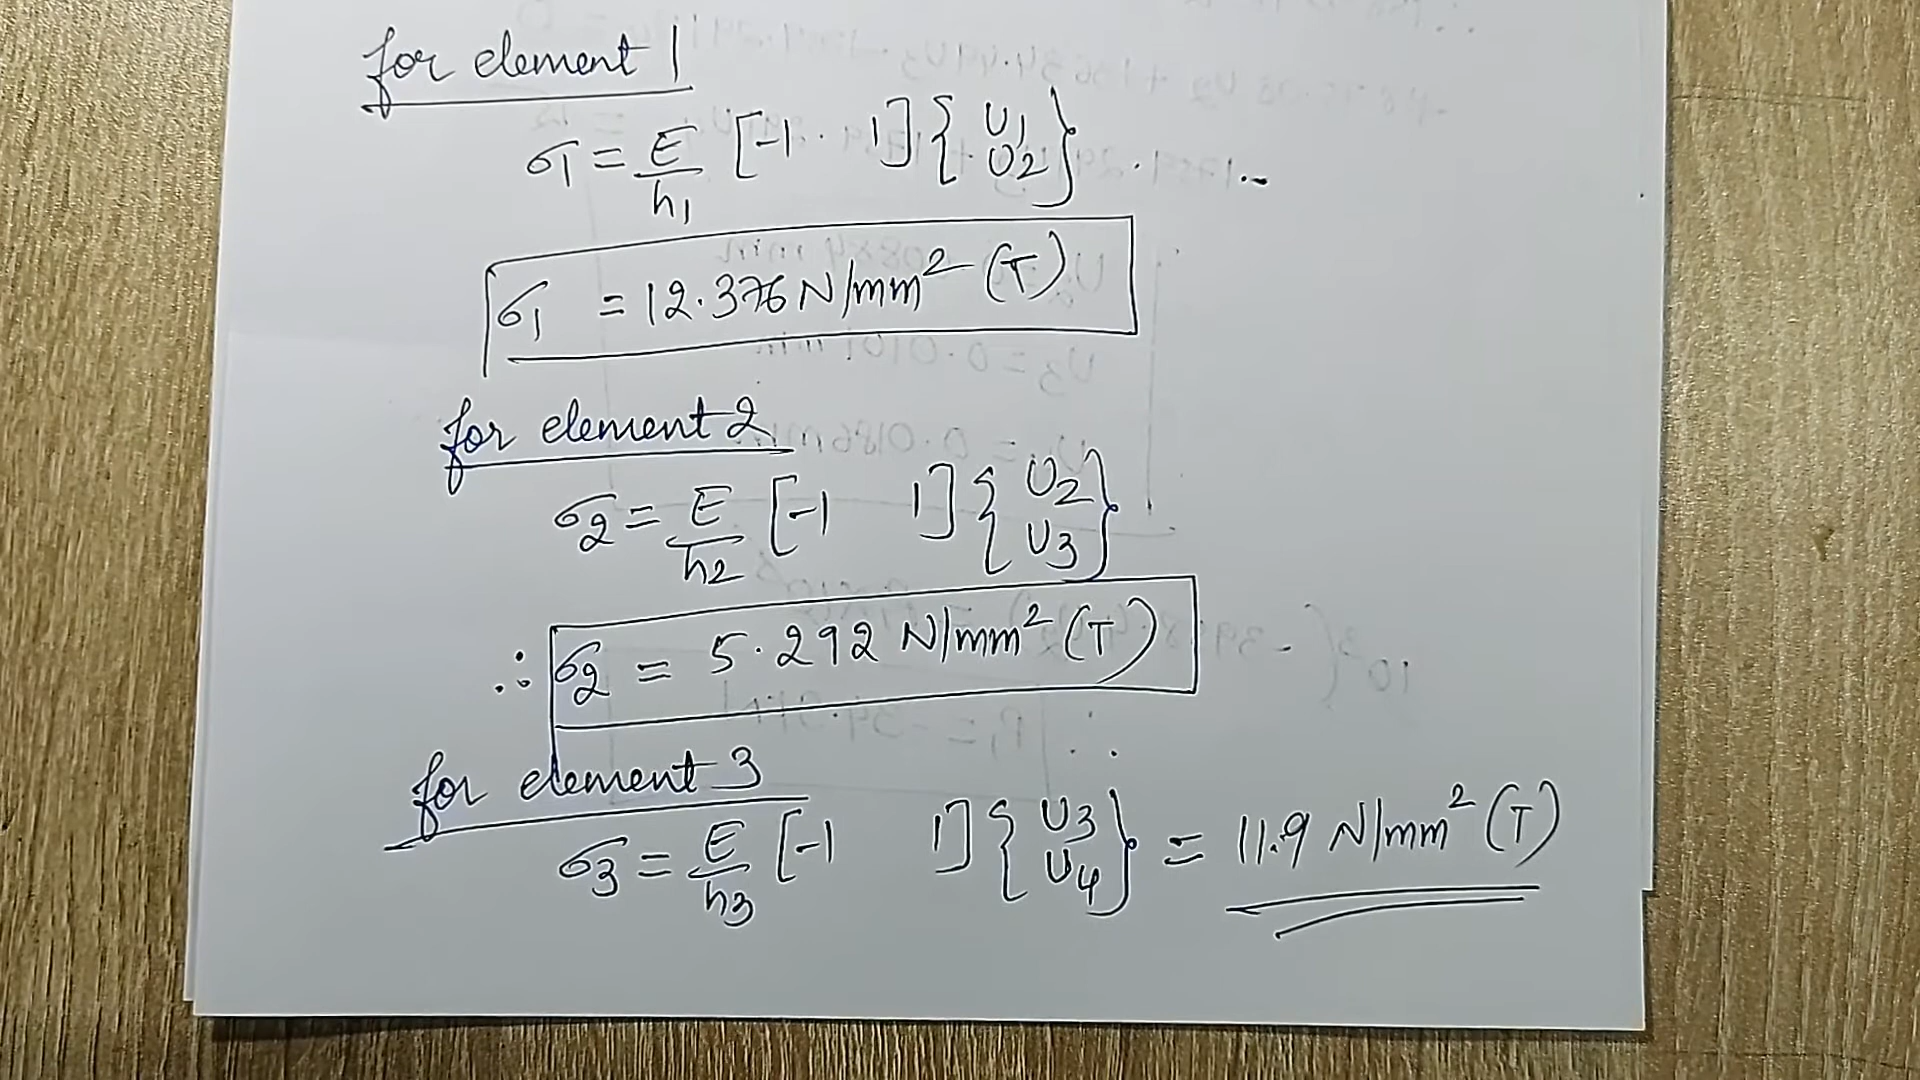 for element 1
σ1 = E/h1 [-1 1] {U1 U2}
σ1 = 12.376 N/mm² (T)
for element 2
σ2 = E/h2 [-1 1] {U2 U3}
∴ σ2 = 5.292 N/mm² (T)
for element 3
σ3 = E/h3 [-1 1] {U3 U4} = 11.9 N/mm² (T)